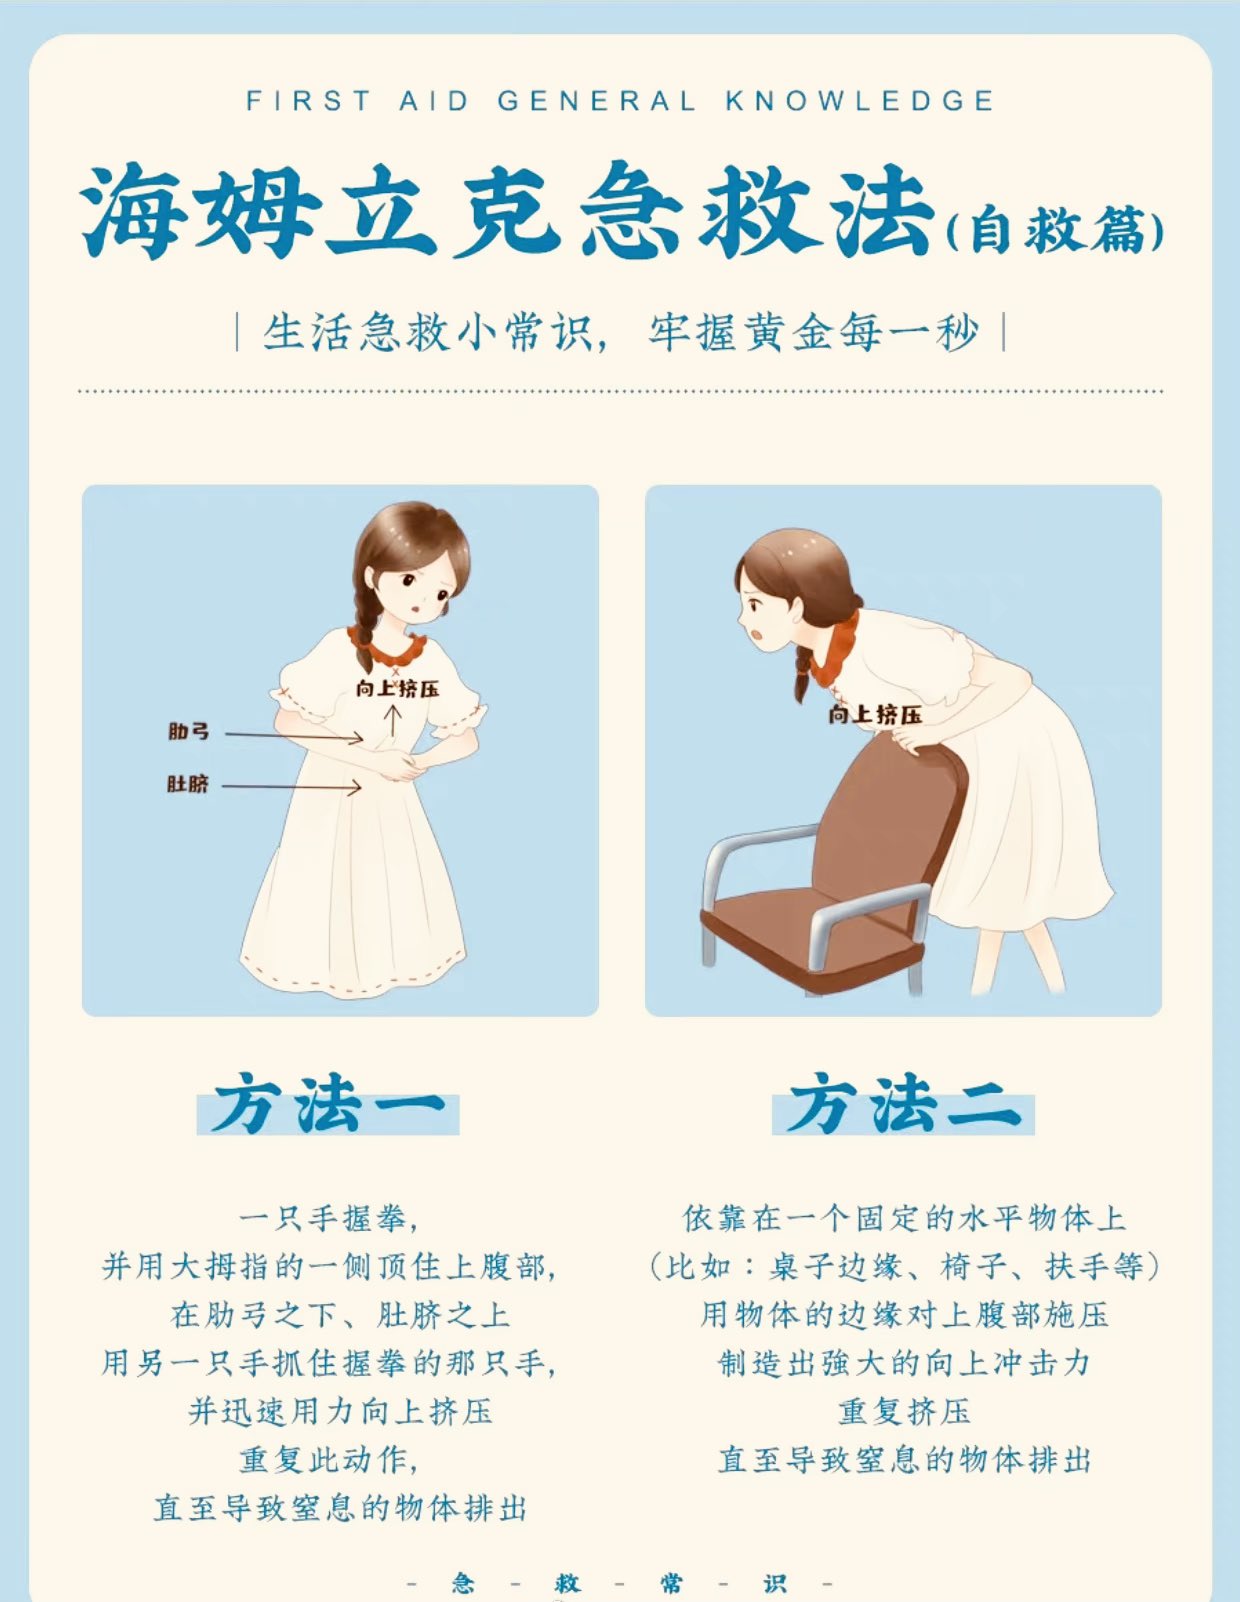 FIRST AID GENERAL KNOWLEDGE
海姆立克急救法(自救篇)
|生活急救小常识, 牢握黄金每一秒|
向上挤压
肋弓
肚脐
向上挤压
方法一
一只手握拳,
并用大拇指的一侧顶住上腹部,
在肋弓之下、肚脐之上
用另一只手抓住握拳的那只手,
并迅速用力向上挤压
重复此动作,
直至导致窒息的物体排出
方法二
依靠在一个固定的水平物体上
(比如：桌子边缘、椅子、扶手等)
用物体的边缘对上腹部施压
制造出強大的向上冲击力
重复挤压
直至导致窒息的物体排出
- 急 - 救 - 常 - 识 -